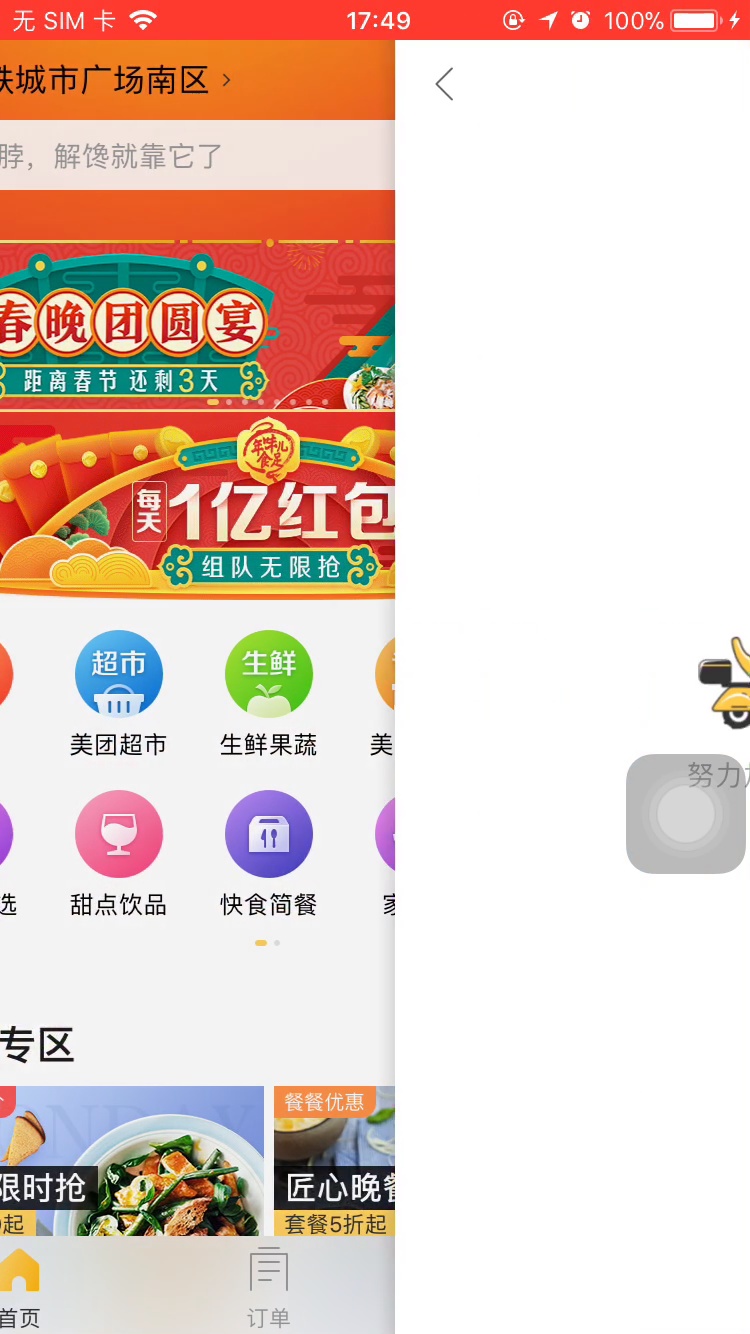 无 SIM 卡
17:49
100%
铁城市广场南区
脖，解馋就靠它了
春晚团圆宴
距离春节 还剩3天
年味儿
食足
每天
1亿红包
组队无限抢
超市
生鲜
美团超市
生鲜果蔬
美
选
甜点饮品
快食简餐
家
专区
餐餐优惠
限时抢
匠心晚餐
起
套餐5折起
努力加
首页
订单